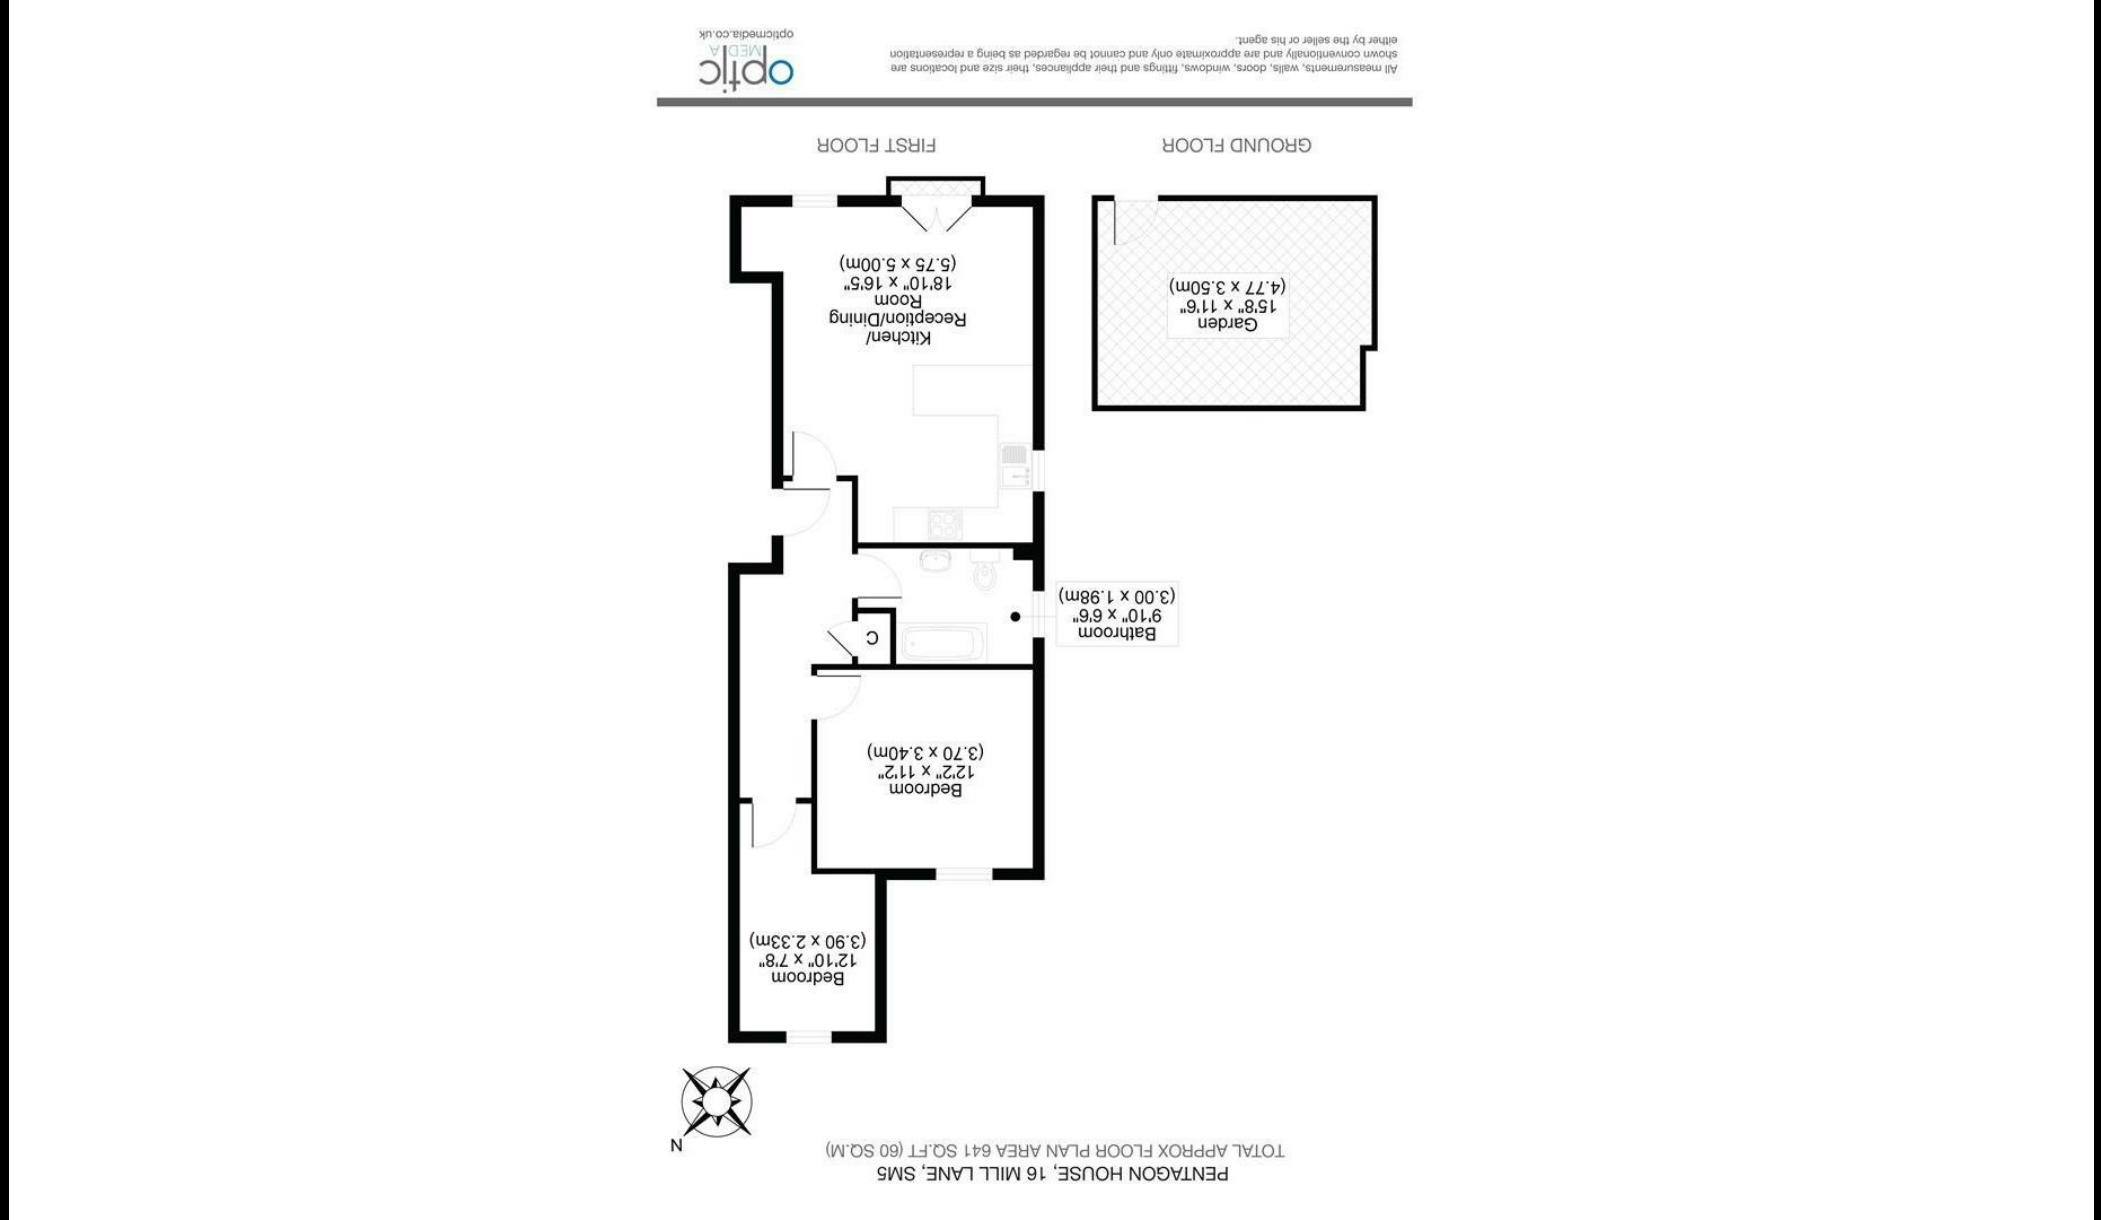 PENTAGON HOUSE, 16 MILL LANE, SM5
TOTAL APPROX FLOOR PLAN AREA 641 SQ.FT (60 SQ.M)
N
Bedroom
12'10" x 7'8"
(3.90 x 2.33m)
Bedroom
12'2" x 11'2"
(3.70 x 3.40m)
C
Bathroom
9'10" x 6'6"
(3.00 x 1.98m)
Kitchen/
Reception/Dining
Room
18'10" x 16'5"
(5.75 x 5.00m)
Garden
15'8" x 11'6"
(4.77 x 3.50m)
GROUND FLOOR
FIRST FLOOR
All measurements, walls, doors, windows, fittings and their appliances, their size and locations are
shown conventionally and are approximate only and cannot be regarded as being a representation
either by the seller or his agent.
optic
MEDIA
opticmedia.co.uk